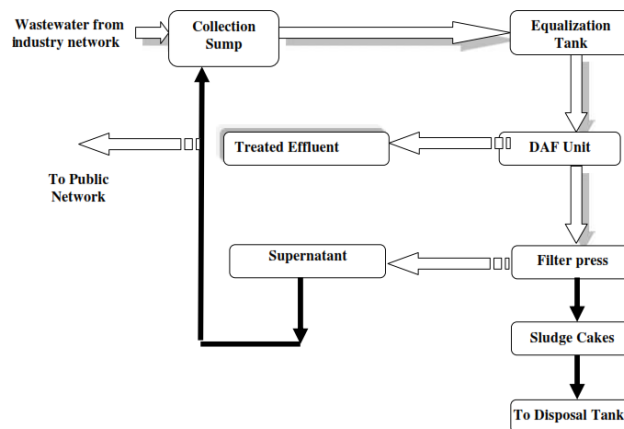 Wastewater from
industry network
Collection
Sump
Equalization
Tank
Treated Effluent
DAF Unit
To Public
Network
Supernatant
Filter press
Sludge Cakes
To Disposal Tank